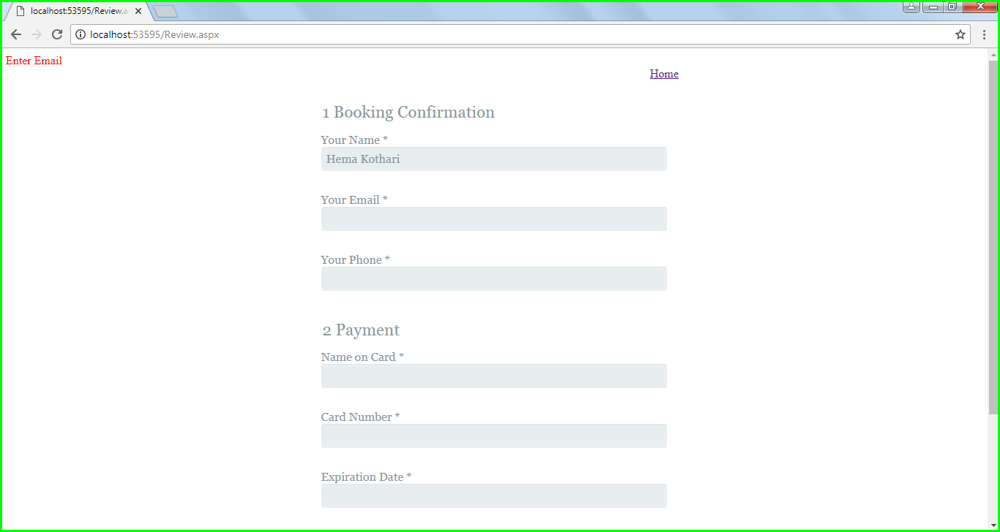 localhost:53595/Review.a
localhost:53595/Review.aspx
Enter Email
Home
1 Booking Confirmation
Your Name *
Hema Kothari
Your Email *
Your Phone *
2 Payment
Name on Card *
Card Number *
Expiration Date *